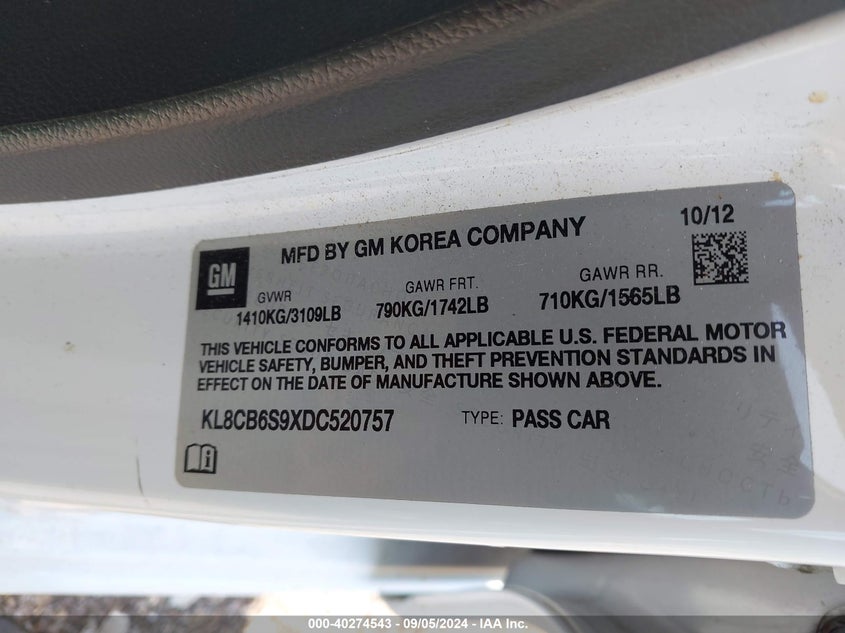 10/12
MFD BY GM KOREA COMPANY
GM
GVWR GAWR FRT. GAWR RR.
1410KG/3109LB 790KG/1742LB 710KG/1565LB
THIS VEHICLE CONFORMS TO ALL APPLICABLE U.S. FEDERAL MOTOR
VEHICLE SAFETY, BUMPER, AND THEFT PREVENTION STANDARDS IN
EFFECT ON THE DATE OF MANUFACTURE SHOWN ABOVE.
KL8CB6S9XDC520757 TYPE: PASS CAR
000-40274543 - 09/05/2024 - IAA Inc.